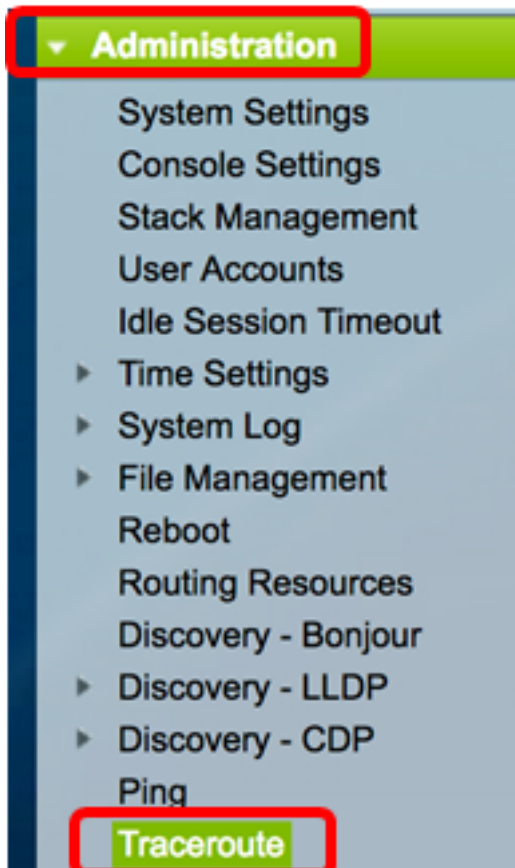 Administration
System Settings
Console Settings
Stack Management
User Accounts
Idle Session Timeout
Time Settings
System Log
File Management
Reboot
Routing Resources
Discovery - Bonjour
Discovery - LLDP
Discovery - CDP
Ping
Traceroute